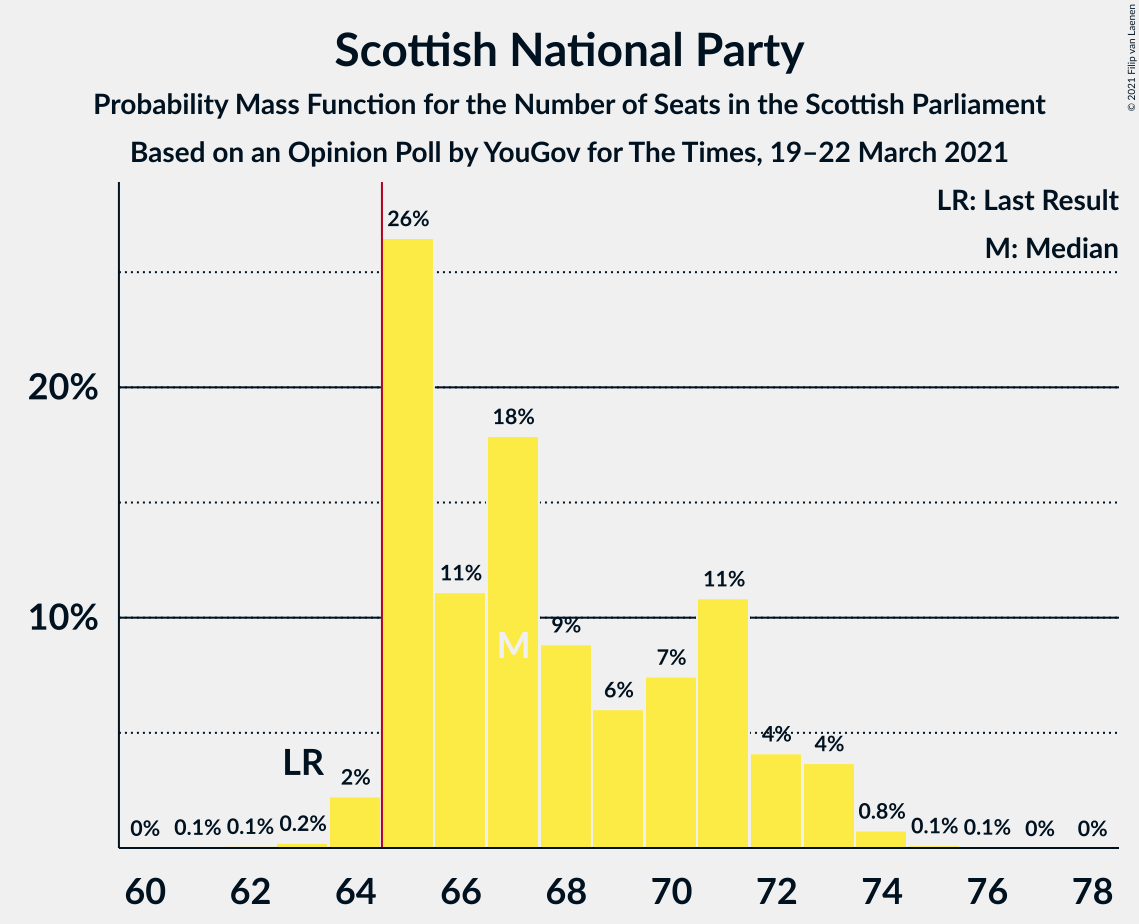 Scottish National Party
Probability Mass Function for the Number of Seats in the Scottish Parliament
Based on an Opinion Poll by YouGov for The Times, 19–22 March 2021
© 2021 Filip van Laenen
LR: Last Result
M: Median
20%
10%
0%
0.1%
0.1%
0.2%
LR
2%
26%
11%
18%
M
9%
6%
7%
11%
4%
4%
0.8%
0.1%
0.1%
0%
0%
60 62 64 66 68 70 72 74 76 78